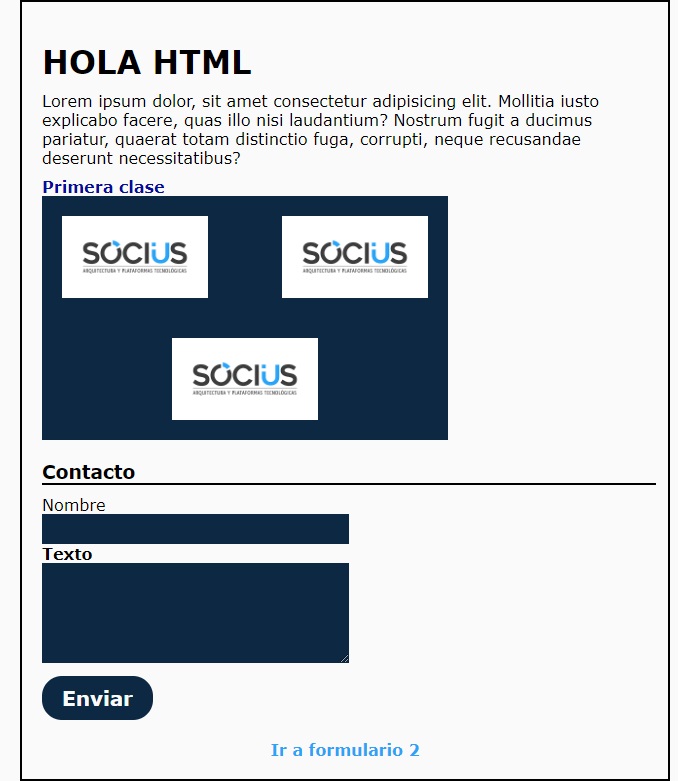 HOLA HTML
Lorem ipsum dolor, sit amet consectetur adipisicing elit. Mollitia iusto
explicabo facere, quas illo nisi laudantium? Nostrum fugit a ducimus
pariatur, quaerat totam distinctio fuga, corrupti, neque recusandae
deserunt necessitatibus?
Primera clase
SOCIUS SOCIUS
ARQUITECTURA Y PLATAFORMAS TECNOLÓGICAS ARQUITECTURA Y PLATAFORMAS TECNOLÓGICAS
SOCIUS
ARQUITECTURA Y PLATAFORMAS TECNOLÓGICAS
Contacto
Nombre
Texto
Enviar
Ir a formulario 2